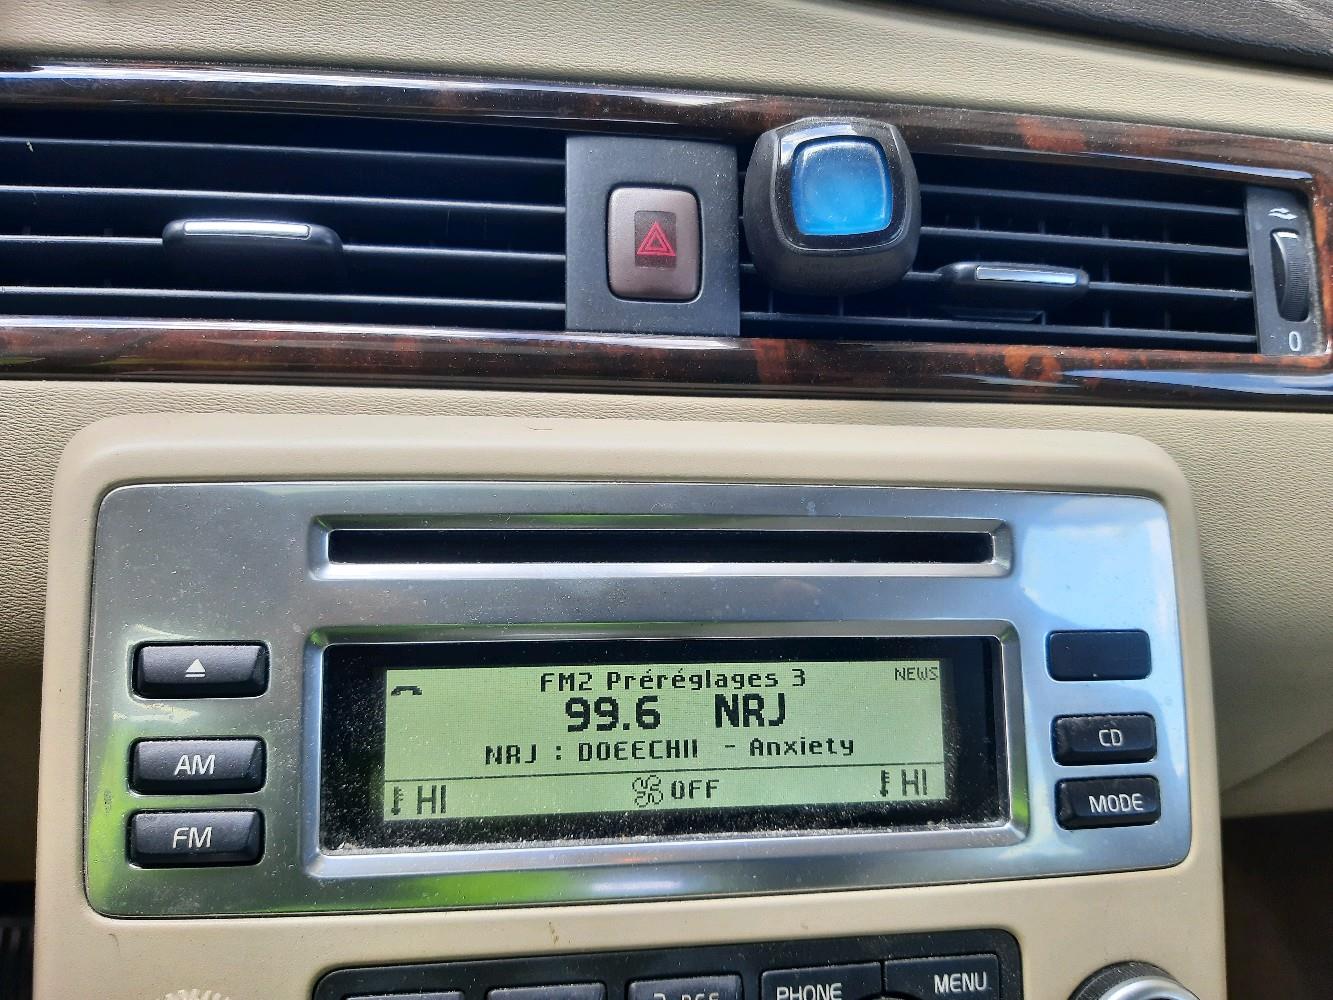 0
AM
FM
FM2 Préréglages 3
NEWS
99.6 NRJ
NRJ : DOEECHII - Anxiety
HI
OFF
HI
CD
MODE
PHONE
MENU